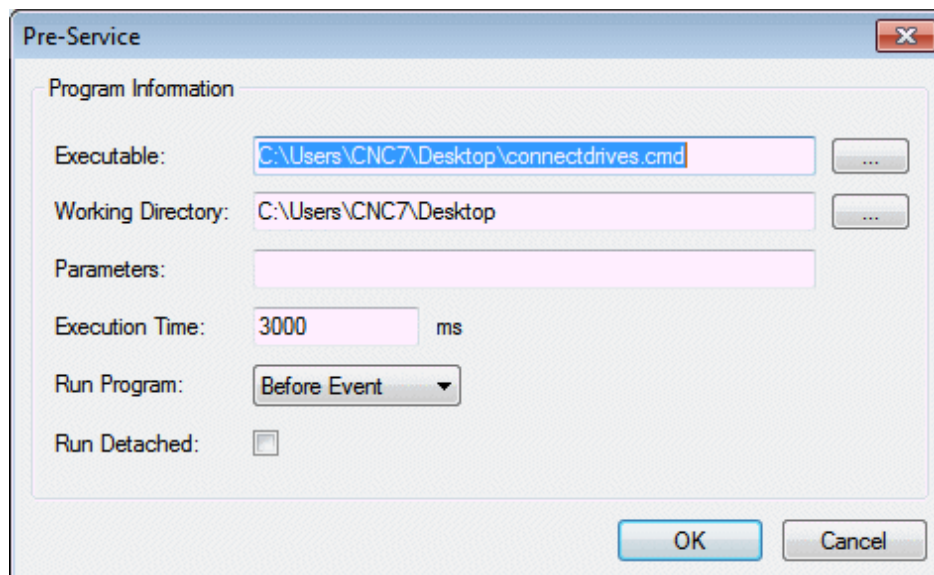 Pre-Service
Program Information
Executable: C:\Users\CNC7\Desktop\connectdrives.cmd ...
Working Directory: C:\Users\CNC7\Desktop ...
Parameters:
Execution Time: 3000 ms
Run Program: Before Event
Run Detached:
OK Cancel